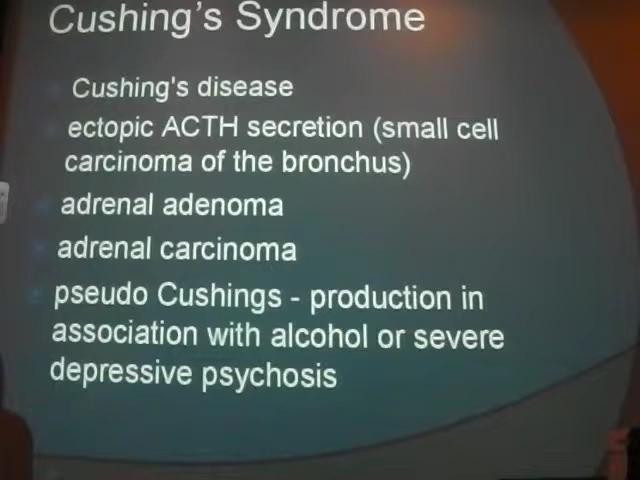 Cushing's Syndrome
Cushing's disease
ectopic ACTH secretion (small cell
carcinoma of the bronchus)
adrenal adenoma
adrenal carcinoma
pseudo Cushings - production in
association with alcohol or severe
depressive psychosis